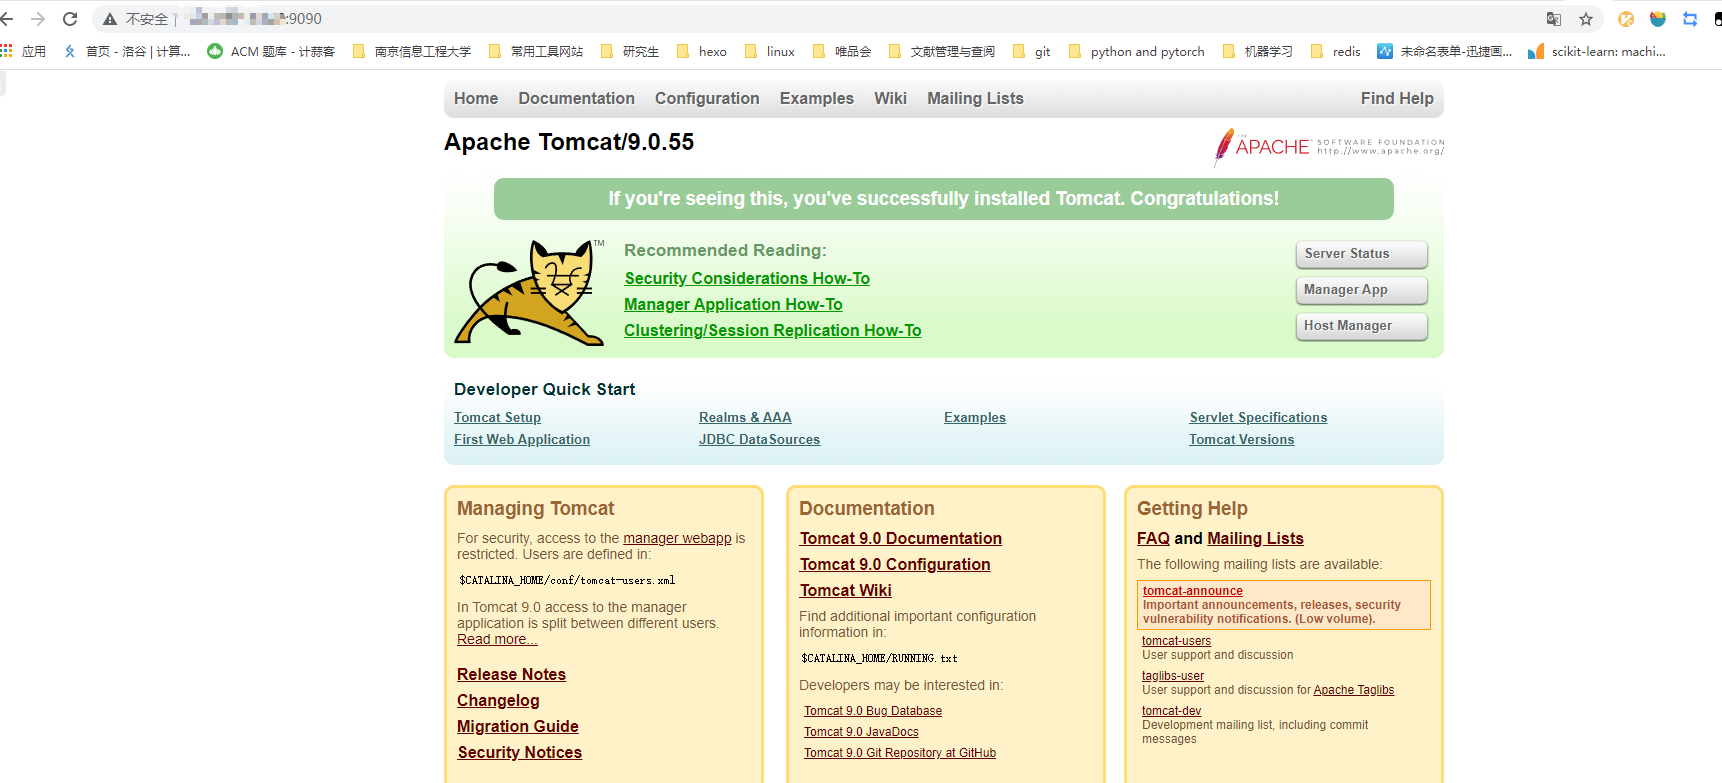 不安全 | :9090
应用 首页 - 洛谷 | 计算... ACM 题库 - 计蒜客 南京信息工程大学 常用工具网站 研究生 hexo linux 唯品会 文献管理与查阅 git python and pytorch 机器学习 redis 未命名表单-迅捷画... scikit-learn: machi...
Home Documentation Configuration Examples Wiki Mailing Lists Find Help
Apache Tomcat/9.0.55
THE APACHE SOFTWARE FOUNDATION
http://www.apache.org/
If you're seeing this, you've successfully installed Tomcat. Congratulations!
TM
Recommended Reading:
Security Considerations How-To
Manager Application How-To
Clustering/Session Replication How-To
Server Status
Manager App
Host Manager
Developer Quick Start
Tomcat Setup
First Web Application
Realms & AAA
JDBC DataSources
Examples
Servlet Specifications
Tomcat Versions
Managing Tomcat
For security, access to the manager webapp is
restricted. Users are defined in:
$CATALINA_HOME/conf/tomcat-users.xml
In Tomcat 9.0 access to the manager
application is split between different users.
Read more...
Release Notes
Changelog
Migration Guide
Security Notices
Documentation
Tomcat 9.0 Documentation
Tomcat 9.0 Configuration
Tomcat Wiki
Find additional important configuration
information in:
$CATALINA_HOME/RUNNING.txt
Developers may be interested in:
Tomcat 9.0 Bug Database
Tomcat 9.0 JavaDocs
Tomcat 9.0 Git Repository at GitHub
Getting Help
FAQ and Mailing Lists
The following mailing lists are available:
tomcat-announce
Important announcements, releases, security
vulnerability notifications. (Low volume).
tomcat-users
User support and discussion
taglibs-user
User support and discussion for Apache Taglibs
tomcat-dev
Development mailing list, including commit
messages